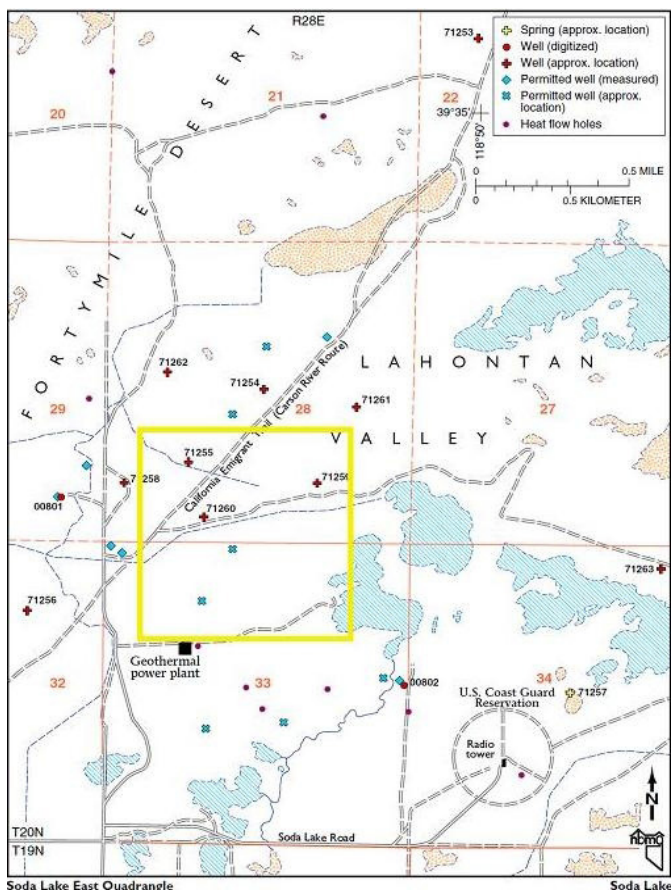 R28E
71253
Spring (approx. location)
Well (digitized)
Well (approx. location)
Permitted well (measured)
Permitted well (approx. location)
Heat flow holes
20
21
22
DESERT
39°35'
118°50'
0 0.5 MILE
0 0.5 KILOMETER
FORTYMILE
71262
71254
LAHONTAN
71261
29
28
27
VALLEY
California Emigrant Trail (Carson River Route)
71255
71258
71259
00801
71260
71263
71256
Geothermal
power plant
32
33
34
00802
71257
U.S. Coast Guard
Reservation
Radio
tower
N
nbmg
T20N
T19N
Soda Lake Road
Soda Lake East Quadrangle
Soda Lake